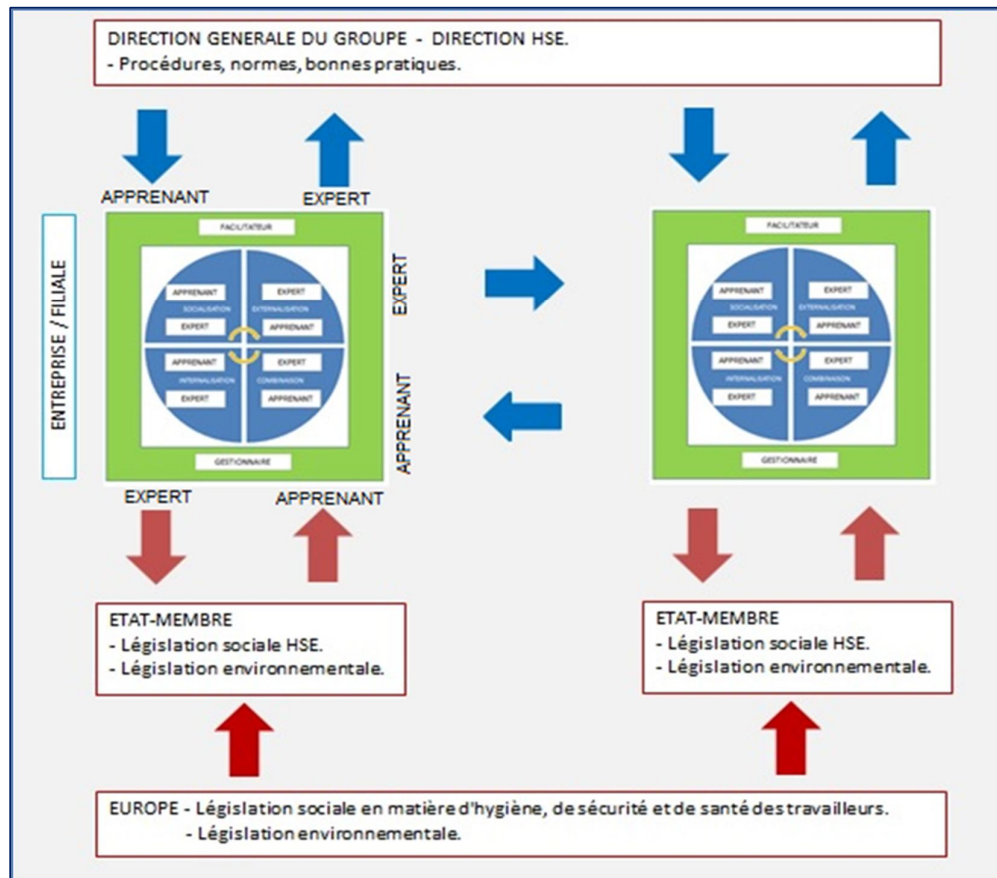 DIRECTION GENERALE DU GROUPE - DIRECTION HSE.
- Procédures, normes, bonnes pratiques.
APPRENANT
EXPERT
ENTREPRISE / FILIALE
FACILITATEUR
APPRENANT
EXPERT
SOCIALISATION
EXTERNALISATION
EXPERT
APPRENANT
APPRENANT
EXPERT
INTERNALISATION
COMBINAISON
EXPERT
APPRENANT
GESTIONNAIRE
EXPERT
APPRENANT
FACILITATEUR
APPRENANT
EXPERT
SOCIALISATION
EXTERNALISATION
EXPERT
APPRENANT
APPRENANT
EXPERT
INTERNALISATION
COMBINAISON
EXPERT
APPRENANT
GESTIONNAIRE
EXPERT
APPRENANT
ETAT-MEMBRE
- Législation sociale HSE.
- Législation environnementale.
ETAT-MEMBRE
- Législation sociale HSE.
- Législation environnementale.
EUROPE - Législation sociale en matière d'hygiène, de sécurité et de santé des travailleurs.
- Législation environnementale.